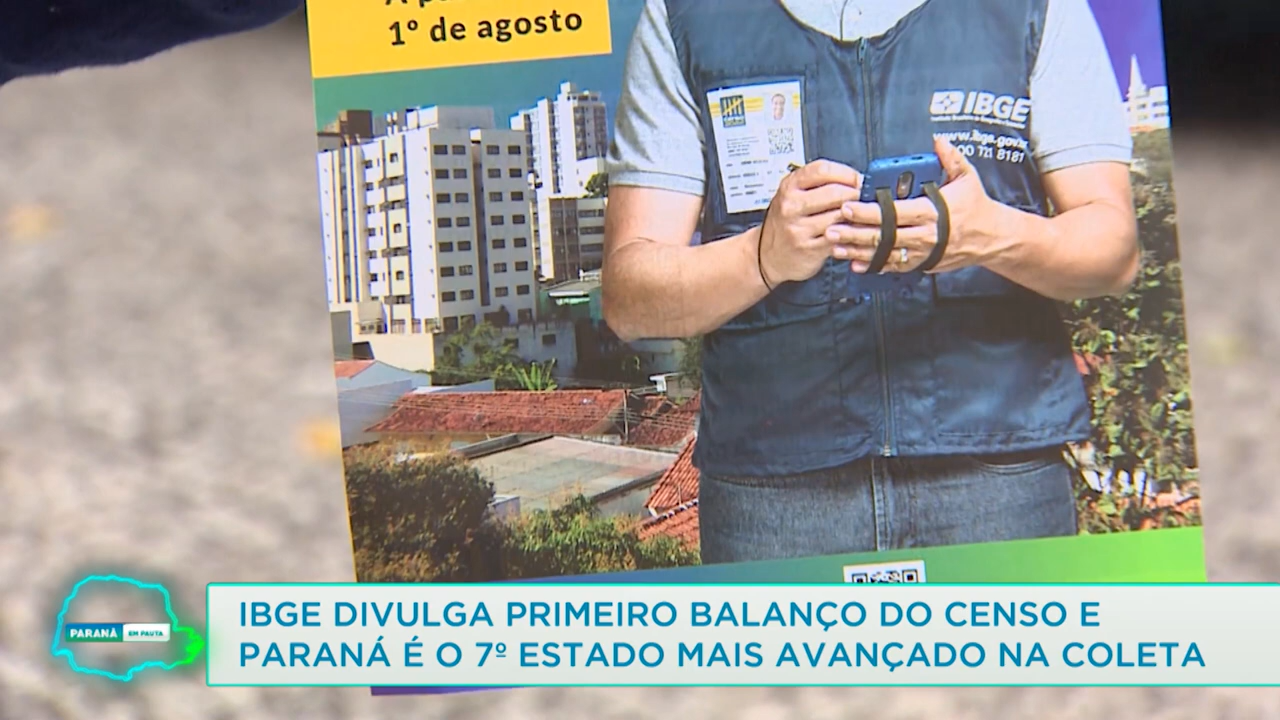 1º de agosto
IBGE
www.ibge.gov.br
721 8181
PARANÁ EM PAUTA
IBGE DIVULGA PRIMEIRO BALANÇO DO CENSO E
PARANÁ É O 7º ESTADO MAIS AVANÇADO NA COLETA